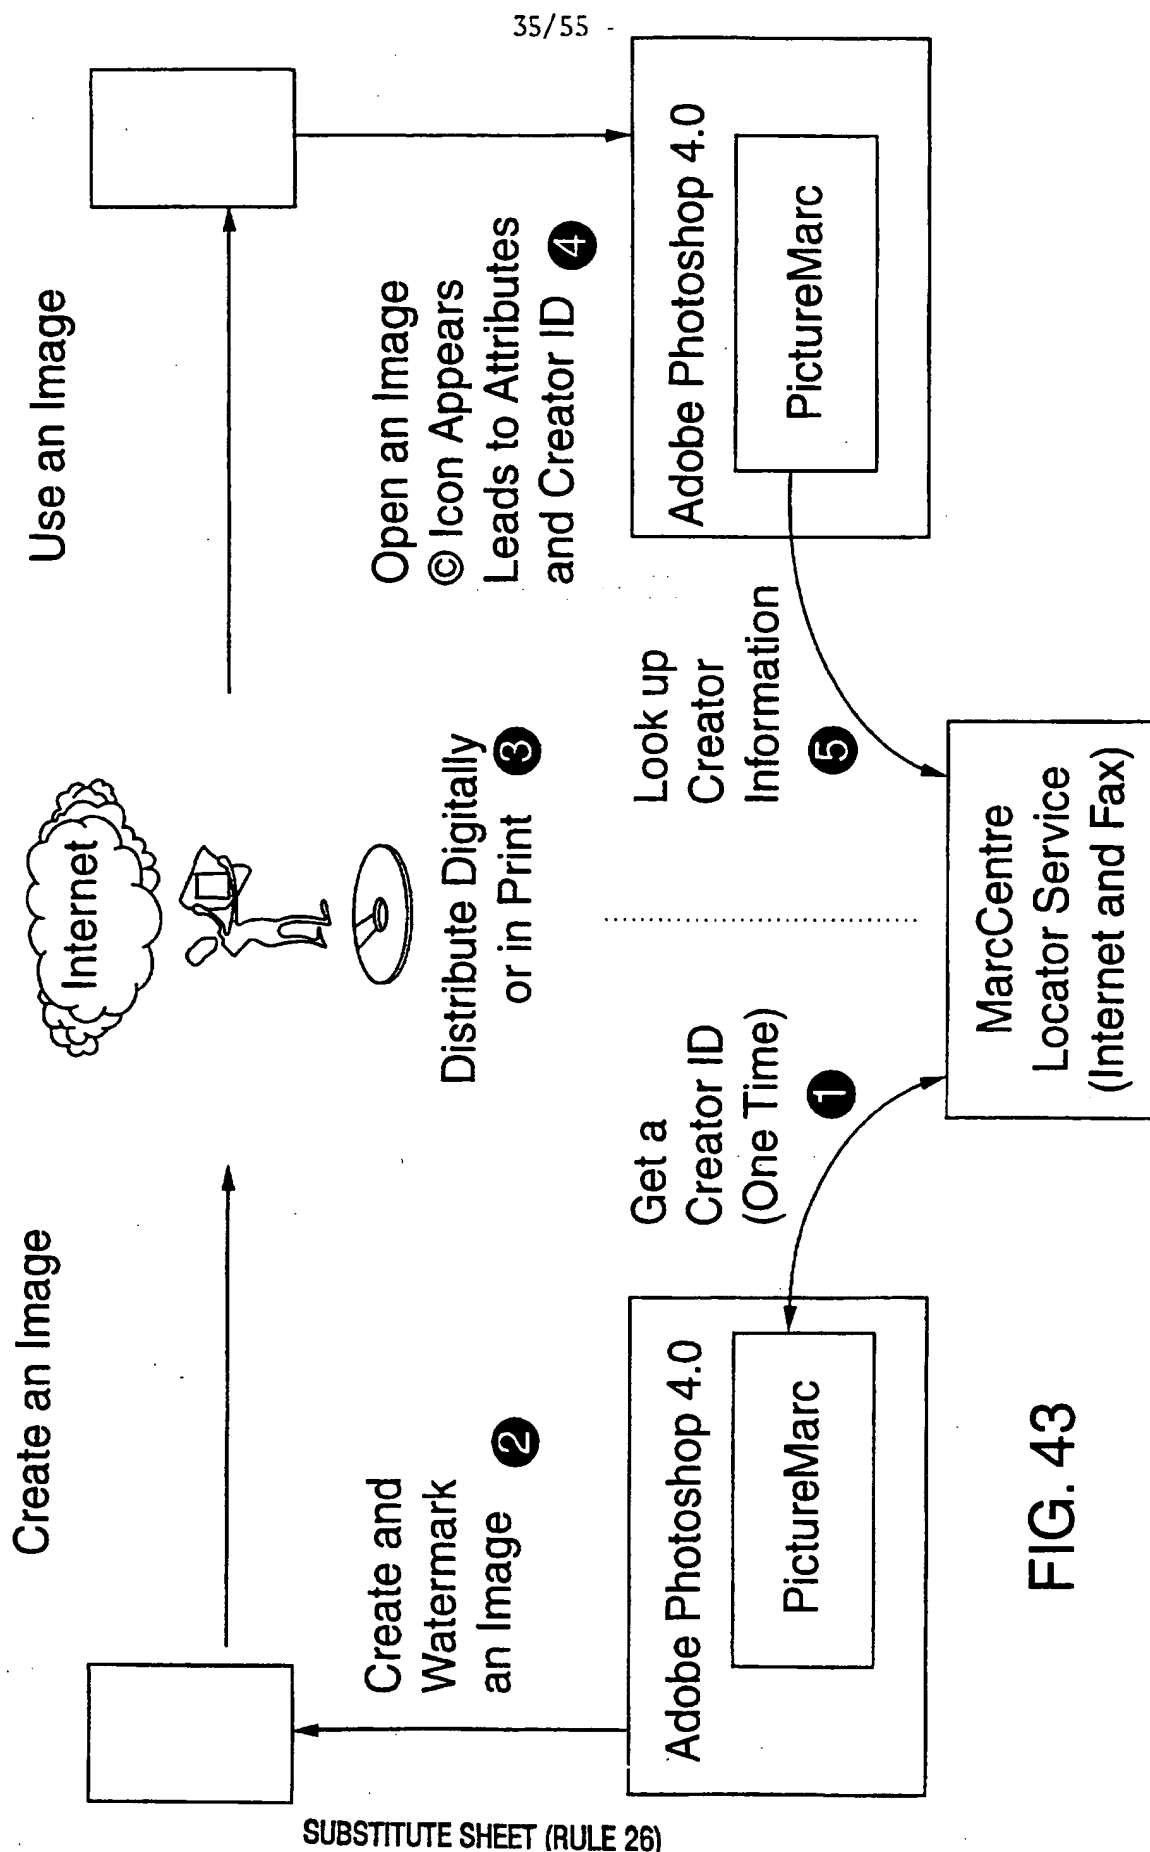 35/55
Create an Image
Internet
Use an Image
Create and
Watermark
an Image
2
Distribute Digitally
or in Print
3
Open an Image
© Icon Appears
Leads to Attributes
and Creator ID
4
Adobe Photoshop 4.0
PictureMarc
Get a
Creator ID
(One Time)
1
Look up
Creator
Information
5
Adobe Photoshop 4.0
PictureMarc
MarcCentre
Locator Service
(Internet and Fax)
FIG. 43
SUBSTITUTE SHEET (RULE 26)